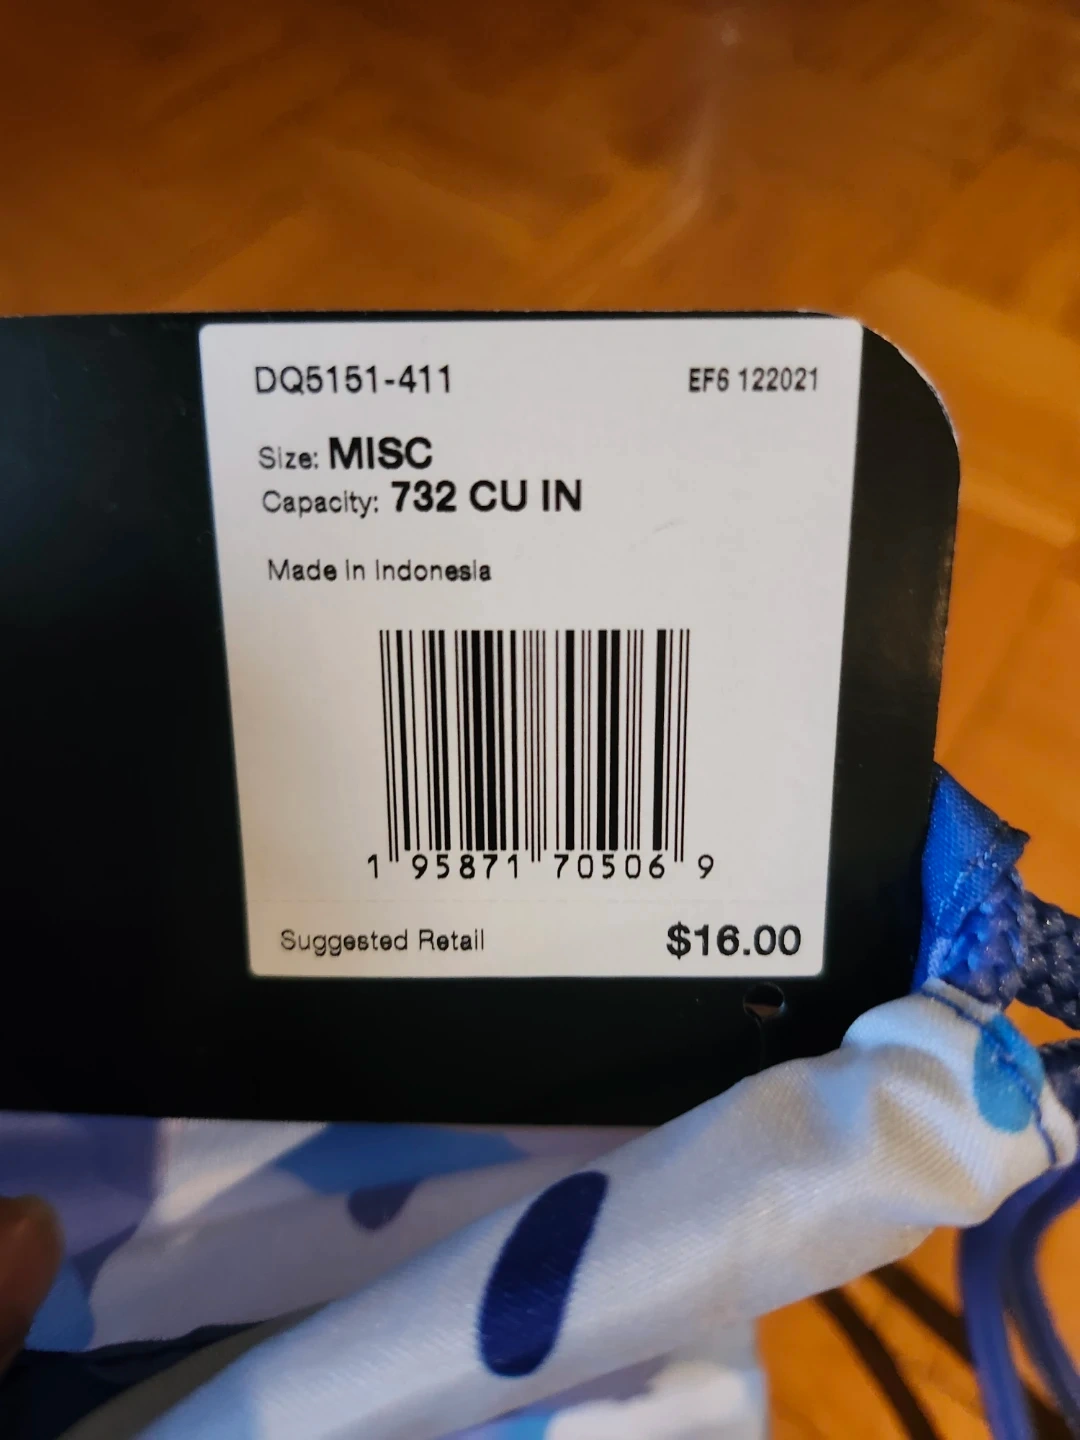 DQ5151-411 EF6 122021
Size: MISC
Capacity: 732 CU IN
Made in Indonesia
1 95871 70506 9
Suggested Retail $16.00